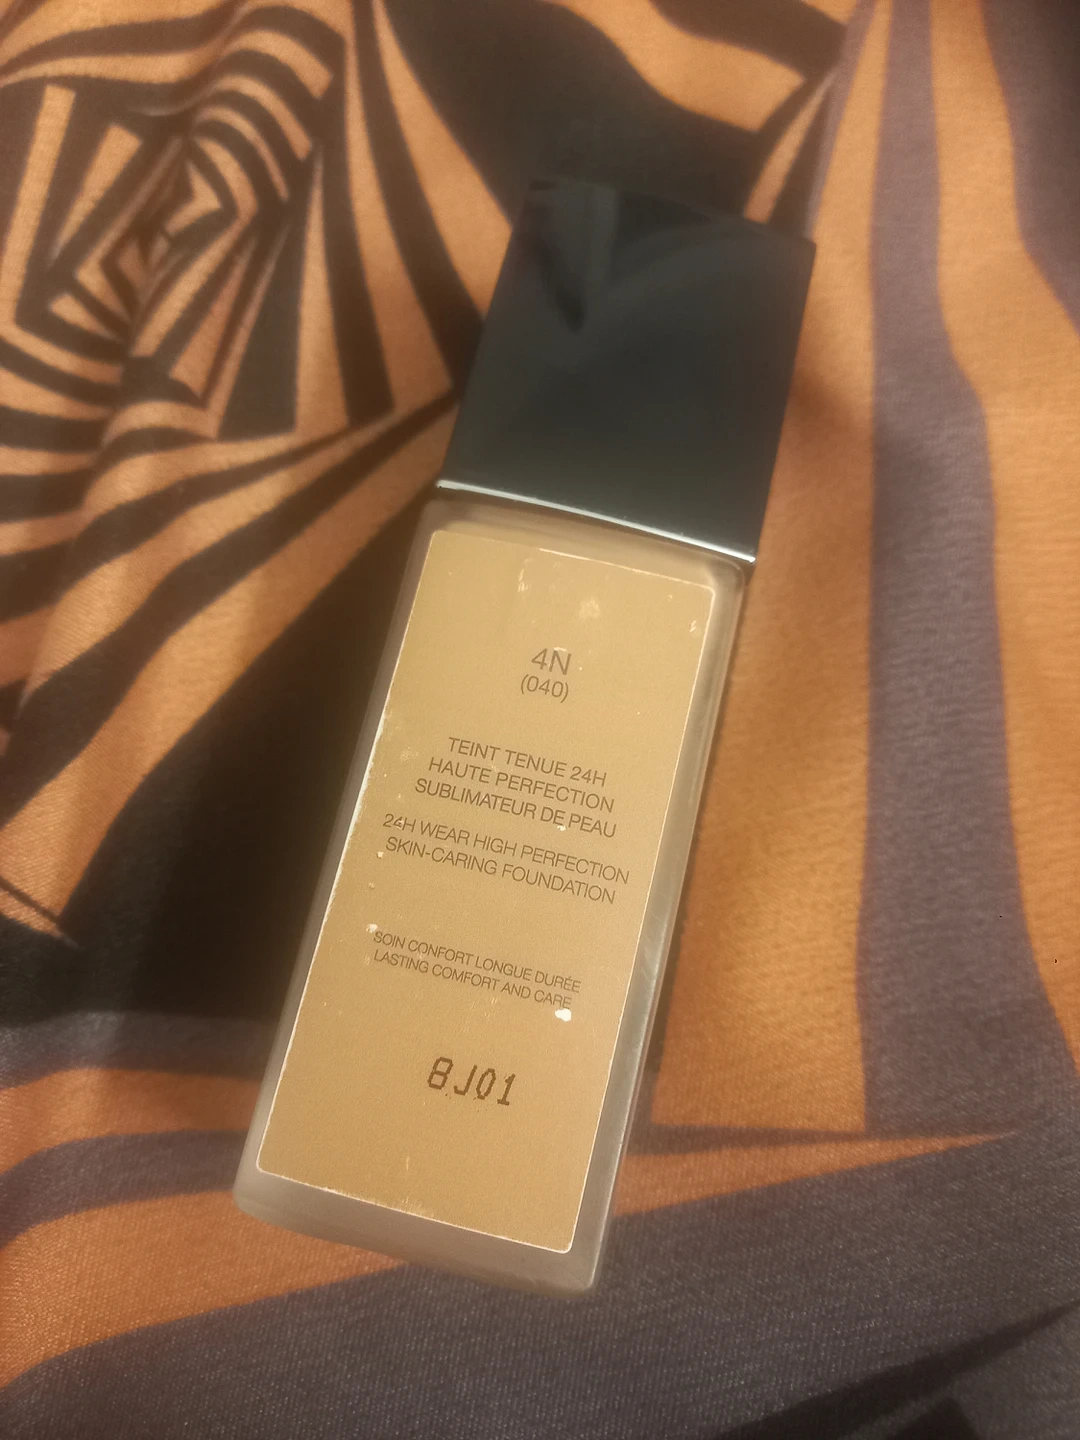 4N
(040)
TEINT TENUE 24H
HAUTE PERFECTION
SUBLIMATEUR DE PEAU
24H WEAR HIGH PERFECTION
SKIN-CARING FOUNDATION
SOIN CONFORT LONGUE DURÉE
LASTING COMFORT AND CARE
8J01